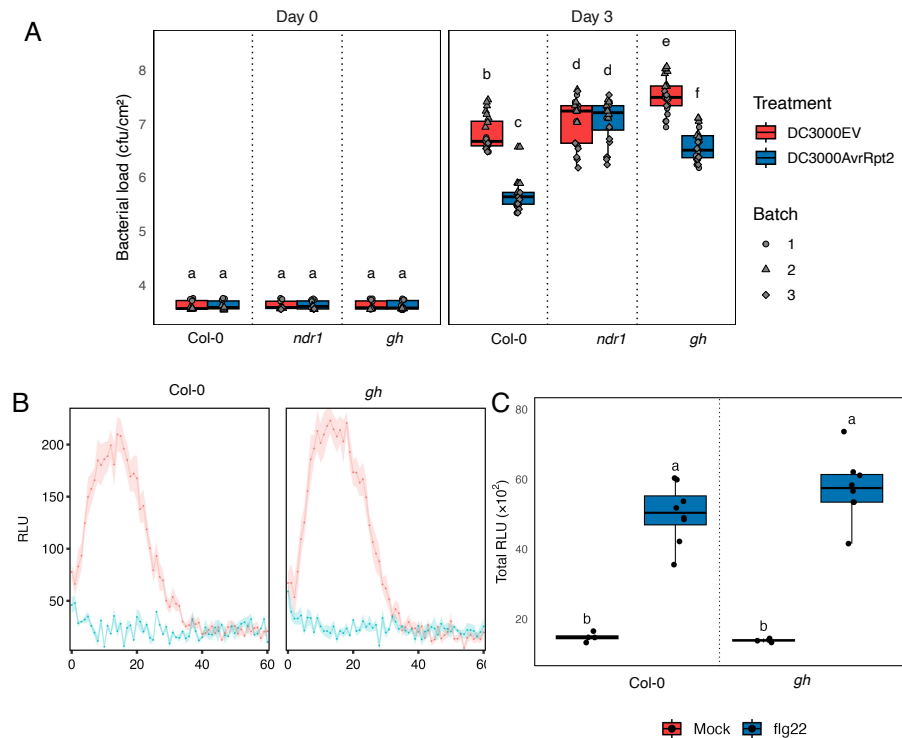 A
Day 0
Day 3
Bacterial load (cfu/cm²)
8
7
6
5
4
a a a a a a
b c d d e f
Col-0 ndr1 gh
Col-0 ndr1 gh
Treatment
DC3000EV
DC3000AvrRpt2
Batch
1
2
3
B
Col-0
gh
RLU
200
150
100
50
0 20 40 60
0 20 40 60
C
Total RLU (×10²)
80
60
40
20
b a b a
Col-0 gh
Mock flg22